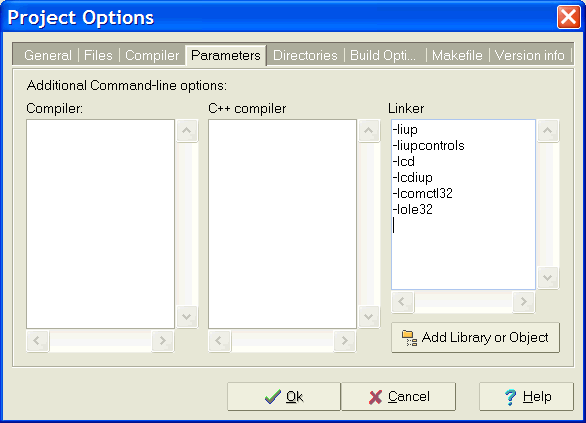 Project Options
General Files Compiler Parameters Directories Build Opti... Makefile Version info
Additional Command-line options:
Compiler: C++ compiler Linker
-liup
-liupcontrols
-lcd
-lcdiup
-lcomctl32
-lole32
Add Library or Object
Ok Cancel Help